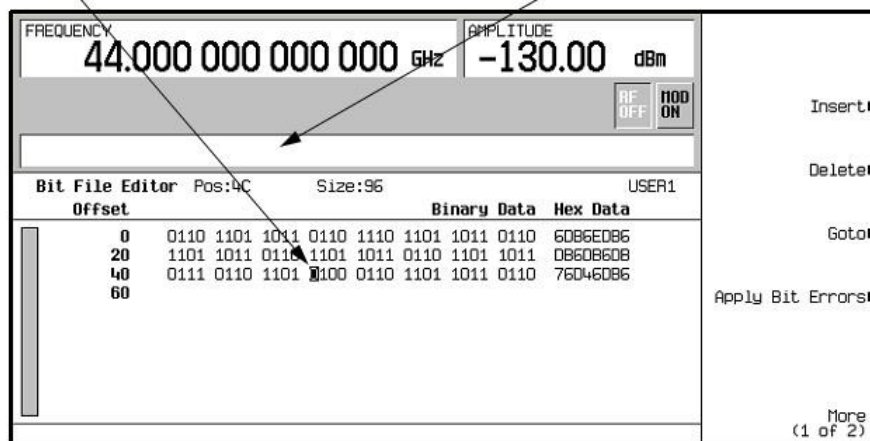 FREQUENCY
44.000 000 000 000 GHz
AMPLITUDE
-130.00 dBm
RF OFF
MOD ON
Insert
Delete
Goto
Apply Bit Errors
More
(1 of 2)
Bit File Editor Pos:4C Size:96 USER1
Offset Binary Data Hex Data
0 0110 1101 1011 0110 1110 1101 1011 0110 6DB6EDB6
20 1101 1011 0110 1101 1011 0110 1101 1011 DB6DB6DB
40 0111 0110 1101 0100 0110 1101 1011 0110 76D46DB6
60